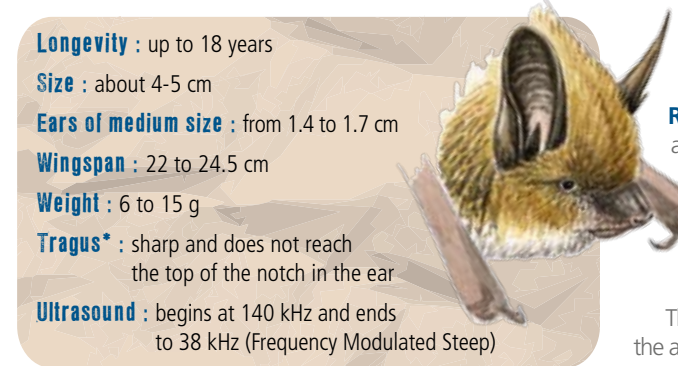 Longevity : up to 18 years
Size : about 4-5 cm
Ears of medium size : from 1.4 to 1.7 cm
Wingspan : 22 to 24.5 cm
Weight : 6 to 15 g
Tragus* : sharp and does not reach
the top of the notch in the ear
Ultrasound : begins at 140 kHz and ends
to 38 kHz (Frequency Modulated Steep)
the